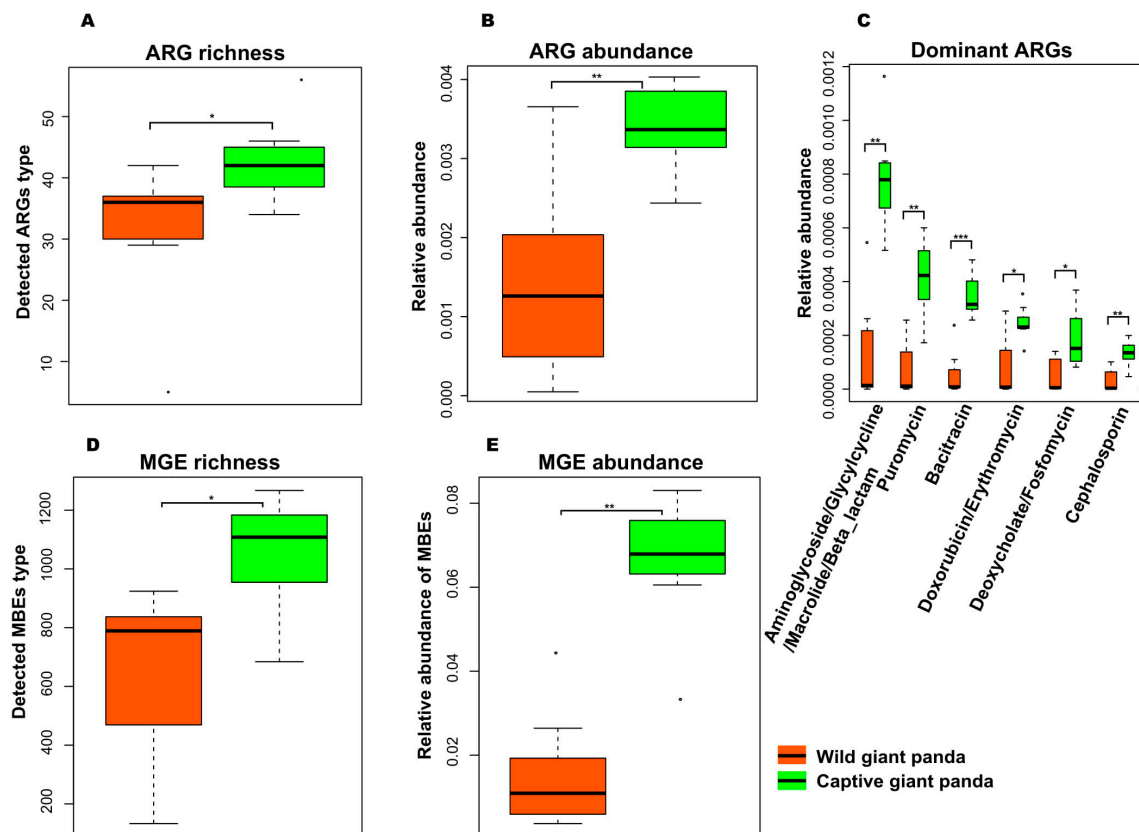 A
ARG richness
Detected ARGs type
50
40
30
20
10
*
B
ARG abundance
Relative abundance
0.004
0.003
0.002
0.001
0.000
**
C
Dominant ARGs
Relative abundance
0.0012
0.0010
0.0008
0.0006
0.0004
0.0002
0.0000
**
**
***
*
*
**
Aminoglycoside/Glycylcycline
/Macrolide/Beta_lactam
Puromycin
Bacitracin
Doxorubicin/Erythromycin
Deoxycholate/Fosfomycin
Cephalosporin
D
MGE richness
Detected MBEs type
1200
1000
800
600
400
200
*
E
MGE abundance
Relative abundance of MBEs
0.08
0.06
0.04
0.02
**
Wild giant panda
Captive giant panda